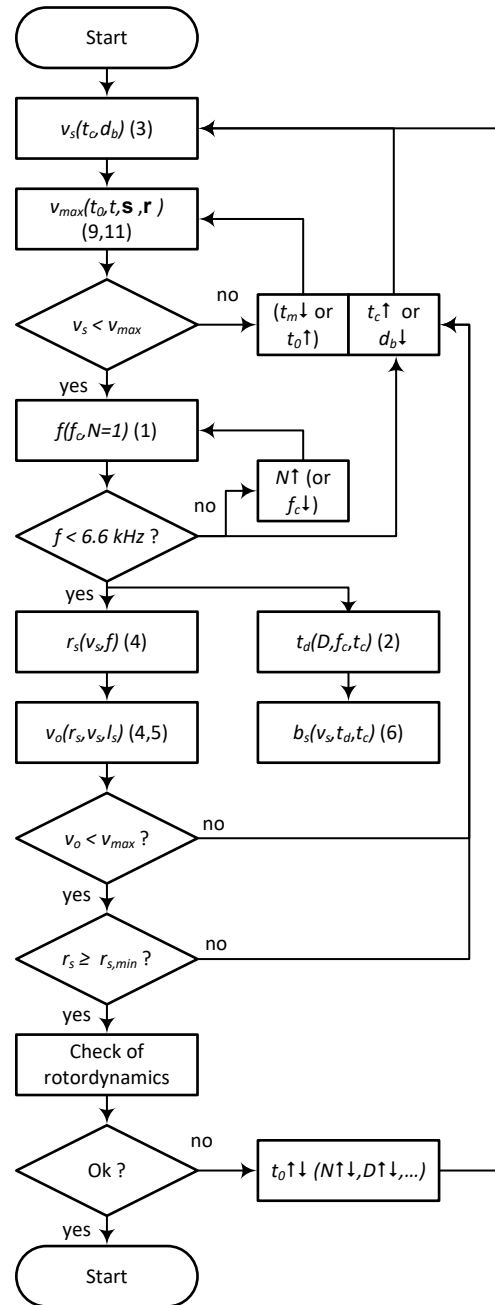 Start
v_s(t_c,d_b) (3)
v_max(t_0,t,s ,r )
(9,11)
v_s < v_max
no
(t_m↓ or
t_0↑)
t_c↑ or
d_b↓
yes
f(f_c,N=1) (1)
N↑ (or
f_c↓)
no
f < 6.6 kHz ?
yes
r_s(v_s,f) (4)
t_d(D,f_c,t_c) (2)
v_o(r_s,v_s,l_s) (4,5)
b_s(v_s,t_d,t_c) (6)
v_o < v_max ?
no
yes
r_s ≥ r_s,min ?
no
yes
Check of
rotordynamics
Ok ?
no
t_0↑↓ (N↑↓,D↑↓,...)
yes
Start